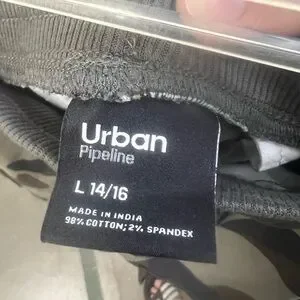 Urban
Pipeline
L 14/16
MADE IN INDIA
98% COTTON; 2% SPANDEX